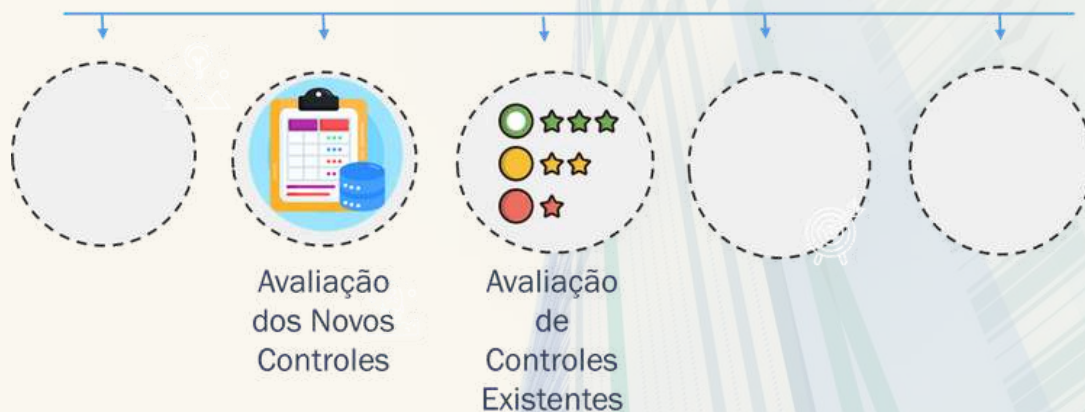 Avaliação
dos Novos
Controles
Avaliação
de
Controles
Existentes